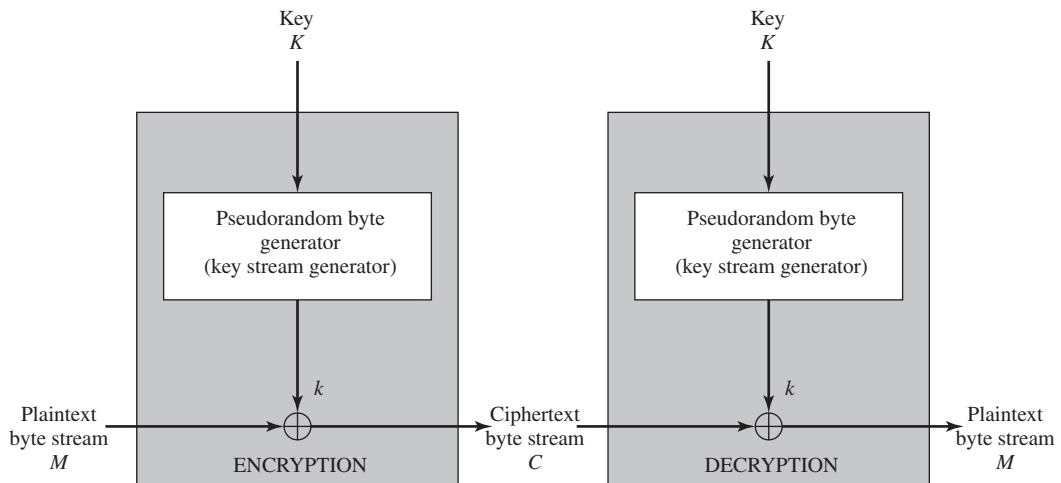 Key
K
Key
K
Pseudorandom byte
generator
(key stream generator)
Pseudorandom byte
generator
(key stream generator)
k
k
Plaintext
byte stream
M
Ciphertext
byte stream
C
Plaintext
byte stream
M
ENCRYPTION
DECRYPTION